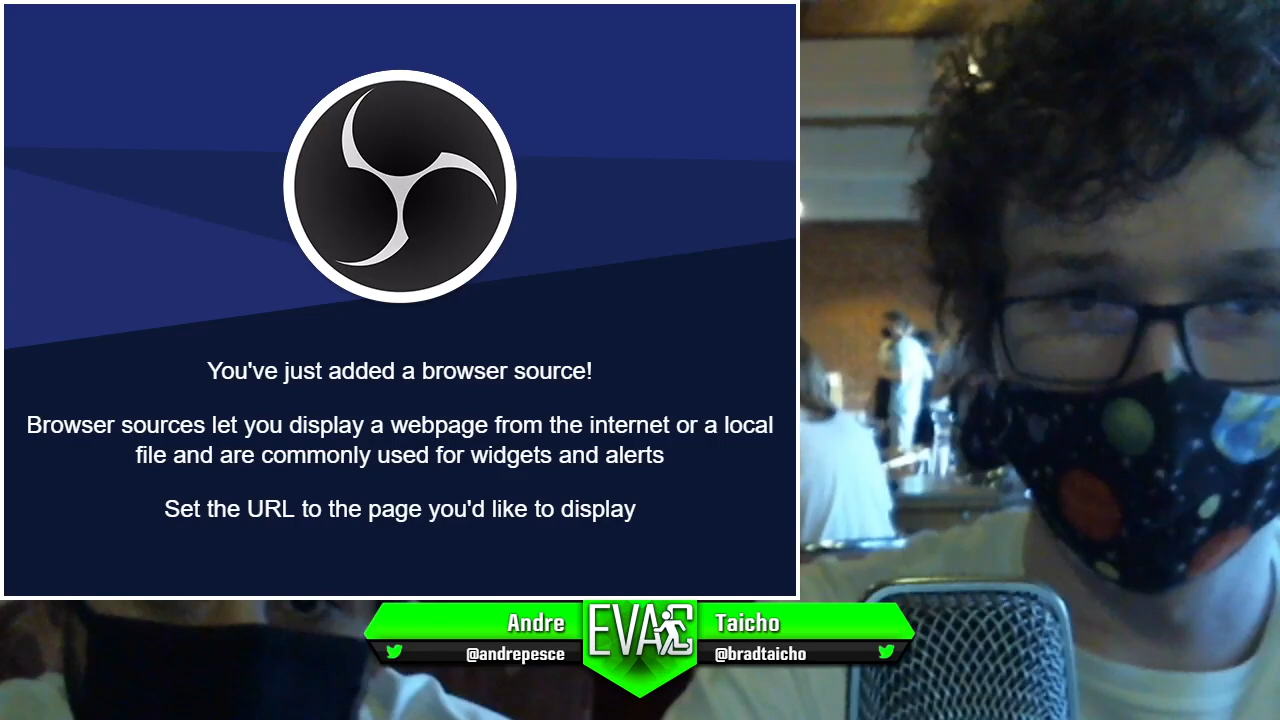 You've just added a browser source!
Browser sources let you display a webpage from the internet or a local
file and are commonly used for widgets and alerts
Set the URL to the page you'd like to display
Andre
EVAC
Taicho
@andrepesce
@bradtaicho